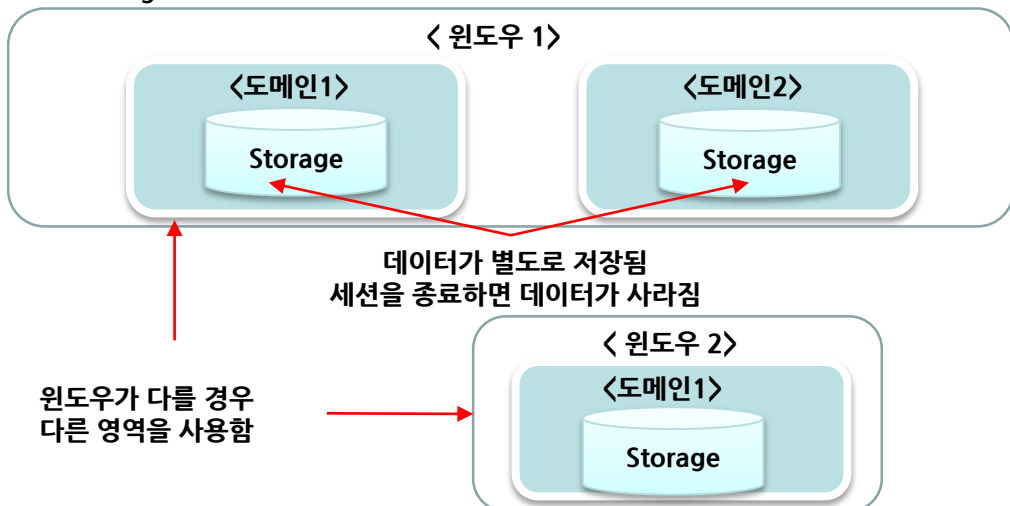 < 윈도우 1>
<도메인1>
<도메인2>
Storage
Storage
데이터가 별도로 저장됨
세션을 종료하면 데이터가 사라짐
< 윈도우 2>
<도메인1>
윈도우가 다를 경우
다른 영역을 사용함
Storage